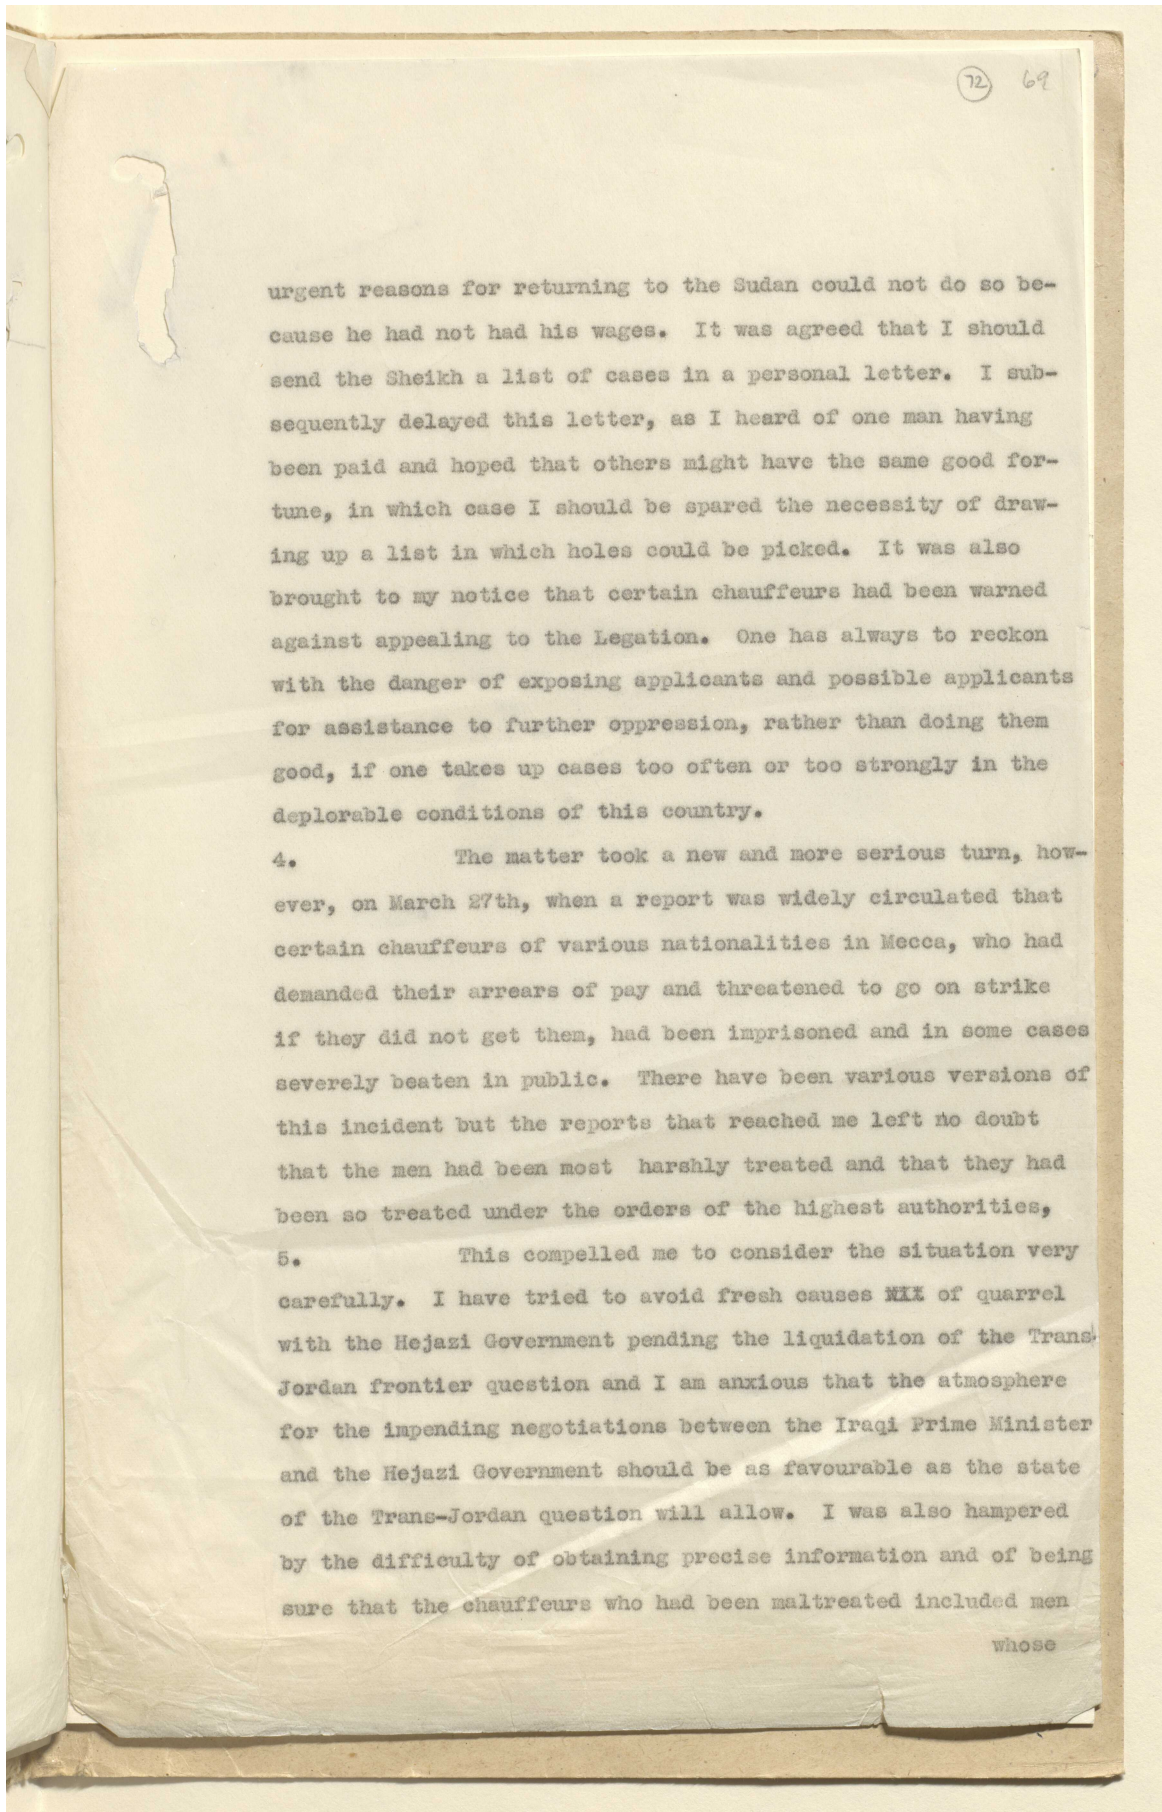 72 69
urgent reasons for returning to the Sudan could not do so be-
cause he had not had his wages. It was agreed that I should
send the Sheikh a list of cases in a personal letter. I sub-
sequently delayed this letter, as I heard of one man having
been paid and hoped that others might have the same good for-
tune, in which case I should be spared the necessity of draw-
ing up a list in which holes could be picked. It was also
brought to my notice that certain chauffeurs had been warned
against appealing to the Legation. One has always to reckon
with the danger of exposing applicants and possible applicants
for assistance to further oppression, rather than doing them
good, if one takes up cases too often or too strongly in the
deplorable conditions of this country.
4. The matter took a new and more serious turn, how-
ever, on March 27th, when a report was widely circulated that
certain chauffeurs of various nationalities in Mecca, who had
demanded their arrears of pay and threatened to go on strike
if they did not get them, had been imprisoned and in some cases
severely beaten in public. There have been various versions of
this incident but the reports that reached me left no doubt
that the men had been most harshly treated and that they had
been so treated under the orders of the highest authorities,
5. This compelled me to consider the situation very
carefully. I have tried to avoid fresh causes of quarrel
with the Hejazi Government pending the liquidation of the Trans-
Jordan frontier question and I am anxious that the atmosphere
for the impending negotiations between the Iraqi Prime Minister
and the Hejazi Government should be as favourable as the state
of the Trans-Jordan question will allow. I was also hampered
by the difficulty of obtaining precise information and of being
sure that the chauffeurs who had been maltreated included men
whose